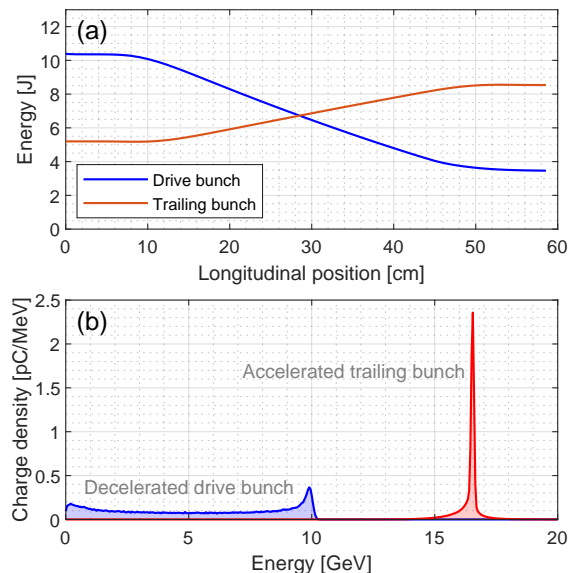 (a)
Energy [J]
12
10
8
6
4
2
0
Drive bunch
Trailing bunch
0 10 20 30 40 50 60
Longitudinal position [cm]
(b)
Charge density [pC/MeV]
2.5
2
1.5
1
0.5
0
Accelerated trailing bunch
Decelerated drive bunch
0 5 10 15 20
Energy [GeV]